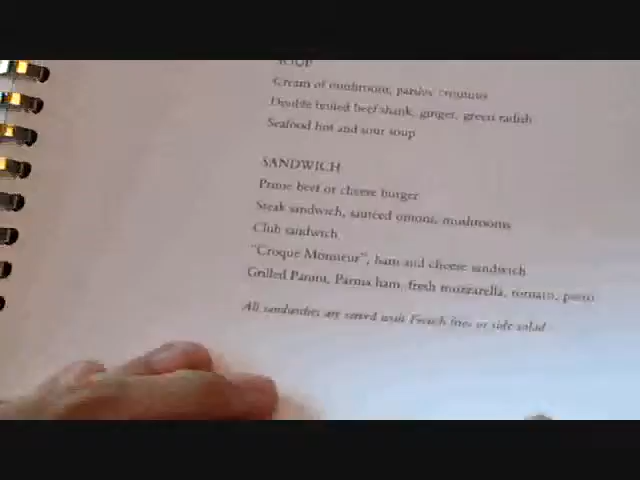 SOUP
Cream of mushroom, parsley croutons
Double boiled beef shank, ginger, green radish
Seafood hot and sour soup
SANDWICH
Prime beef or cheese burger
Steak sandwich, sauteed onions, mushrooms
Club sandwich
"Croque Monsieur", ham and cheese sandwich
Grilled Panini, Parma ham, fresh mozzarella, tomato, pesto
All sandwiches are served with French fries or side salad